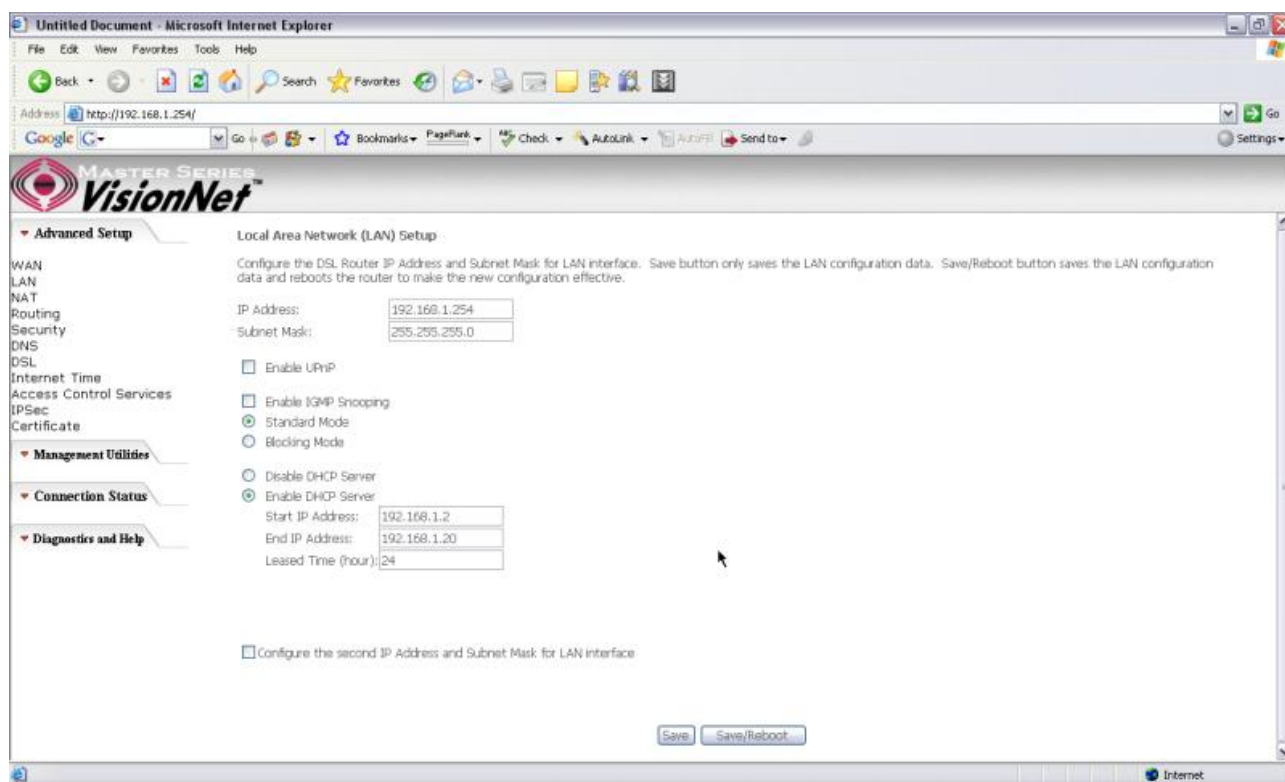 Untitled Document - Microsoft Internet Explorer
File Edit View Favorites Tools Help
Back Search Favorites
Address http://192.168.1.254/ Go
Google G Go Bookmarks PageRank Check AutoLink AutoFill Send to Settings
MASTER SERIES
VisionNet™
Advanced Setup
WAN
LAN
NAT
Routing
Security
DNS
DSL
Internet Time
Access Control Services
IPSec
Certificate
Management Utilities
Connection Status
Diagnostics and Help
Local Area Network (LAN) Setup
Configure the DSL Router IP Address and Subnet Mask for LAN interface. Save button only saves the LAN configuration data. Save/Reboot button saves the LAN configuration
data and reboots the router to make the new configuration effective.
IP Address: 192.168.1.254
Subnet Mask: 255.255.255.0
Enable UPnP
Enable IGMP Snooping
Standard Mode
Blocking Mode
Disable DHCP Server
Enable DHCP Server
Start IP Address: 192.168.1.2
End IP Address: 192.168.1.20
Leased Time (hour): 24
Configure the second IP Address and Subnet Mask for LAN interface
Save Save/Reboot
Internet